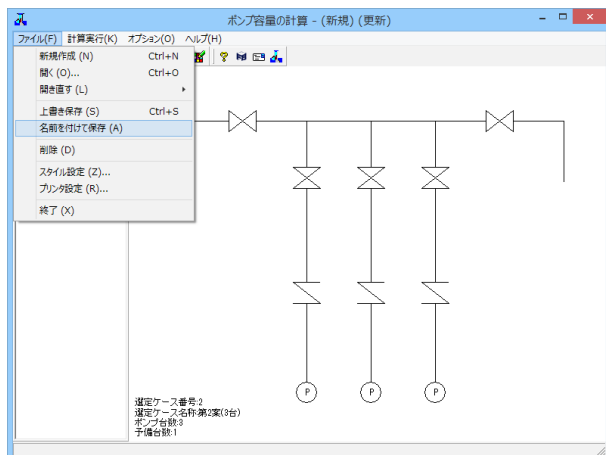 ポンプ容量の計算 - (新規) (更新)
ファイル(F) 計算実行(K) オプション(O) ヘルプ(H)
新規作成 (N) Ctrl+N
開く (O)... Ctrl+O
開き直す (L)
上書き保存 (S) Ctrl+S
名前を付けて保存 (A)
削除 (D)
スタイル設定 (Z)...
プリンタ設定 (R)...
終了 (X)
P P P
選定ケース番号:2
選定ケース名称:第2案(3台)
ポンプ台数:3
予備台数:1